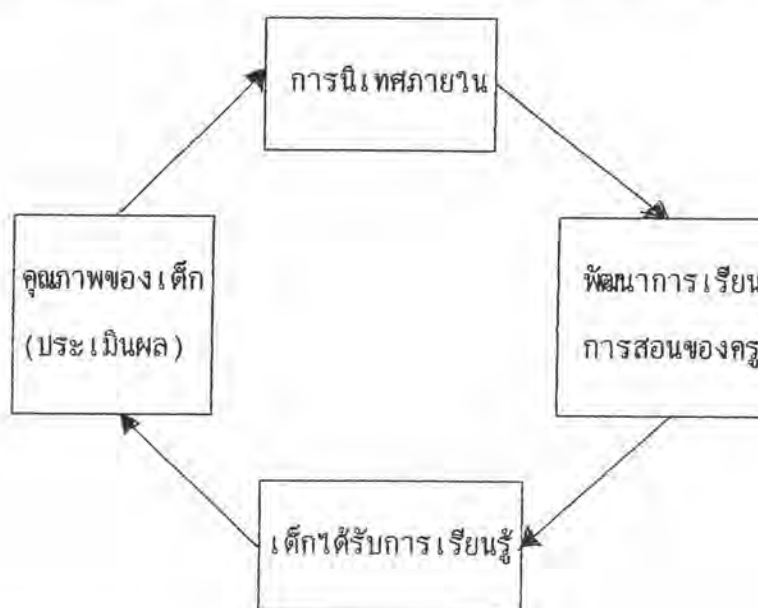 การนิเทศภายใน
คุณภาพของเด็ก
(ประเมินผล)
พัฒนาการเรียน
การสอนของครู
เด็กได้รับการเรียนรู้